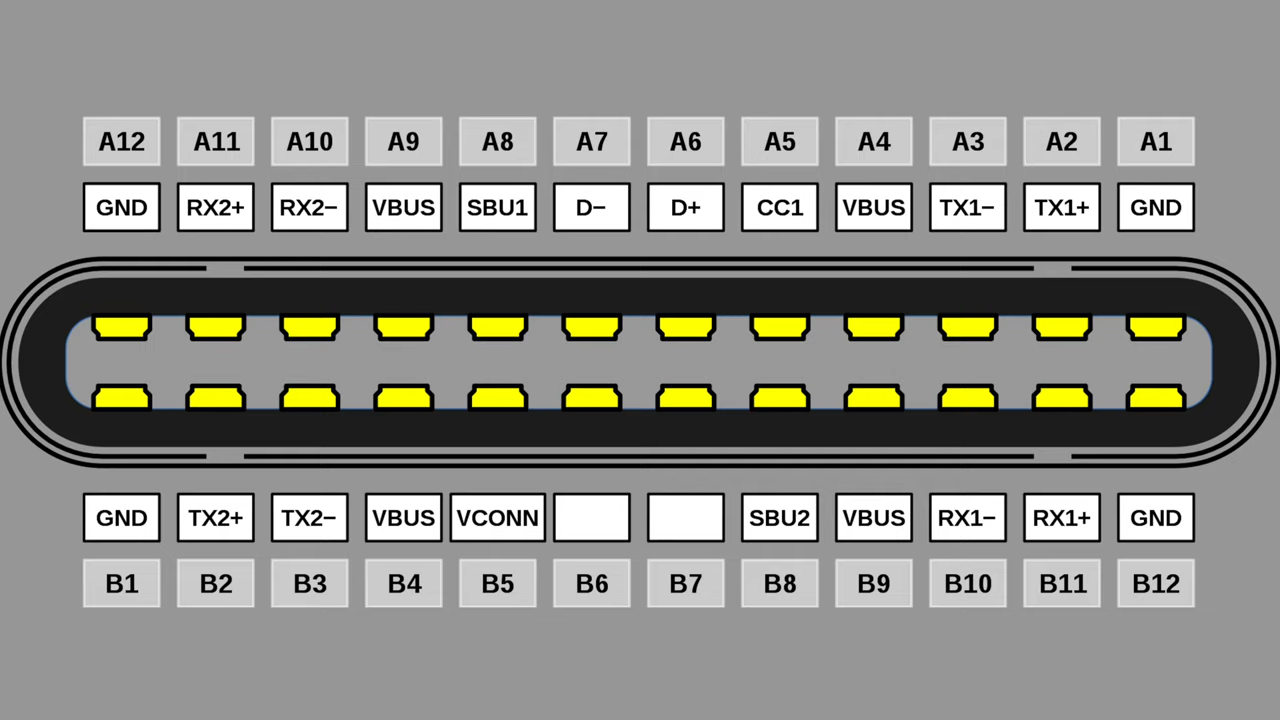 A12 A11 A10 A9 A8 A7 A6 A5 A4 A3 A2 A1
GND RX2+ RX2− VBUS SBU1 D− D+ CC1 VBUS TX1− TX1+ GND
GND TX2+ TX2− VBUS VCONN SBU2 VBUS RX1− RX1+ GND
B1 B2 B3 B4 B5 B6 B7 B8 B9 B10 B11 B12